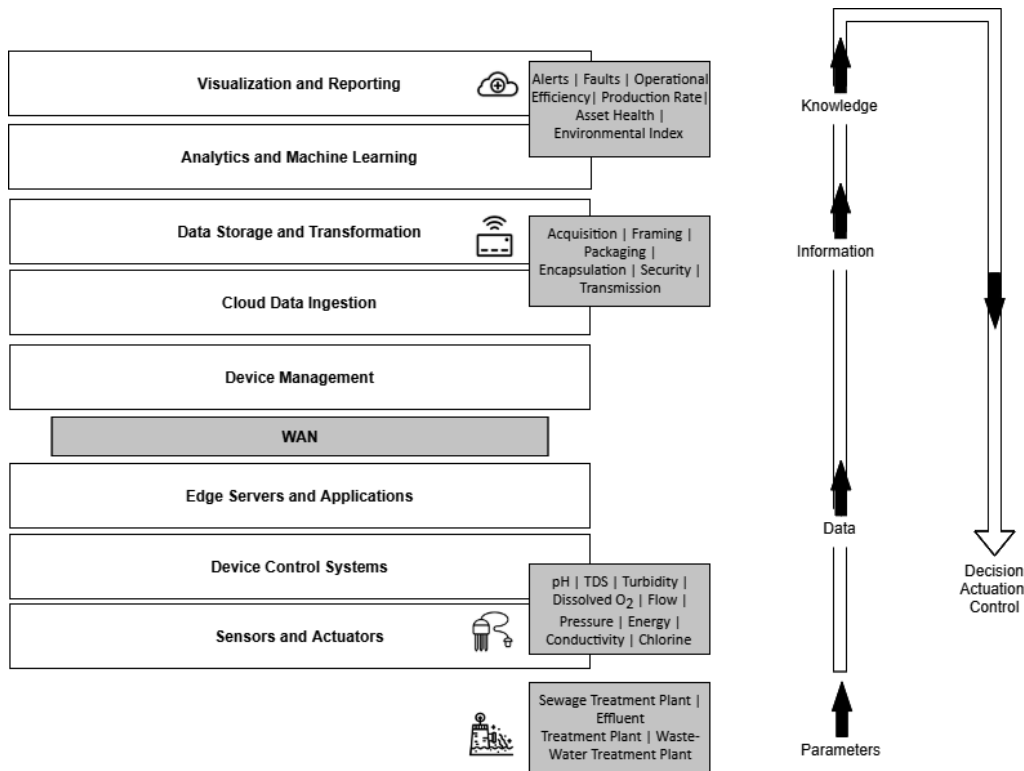 Visualization and Reporting
Alerts | Faults | Operational
Efficiency| Production Rate|
Asset Health |
Environmental Index
Analytics and Machine Learning
Data Storage and Transformation
Acquisition | Framing |
Packaging |
Encapsulation | Security |
Transmission
Cloud Data Ingestion
Device Management
WAN
Edge Servers and Applications
Device Control Systems
pH | TDS | Turbidity |
Dissolved O₂ | Flow |
Pressure | Energy |
Conductivity | Chlorine
Sensors and Actuators
Sewage Treatment Plant |
Effluent
Treatment Plant | Waste-
Water Treatment Plant
Knowledge
Information
Data
Parameters
Decision
Actuation
Control